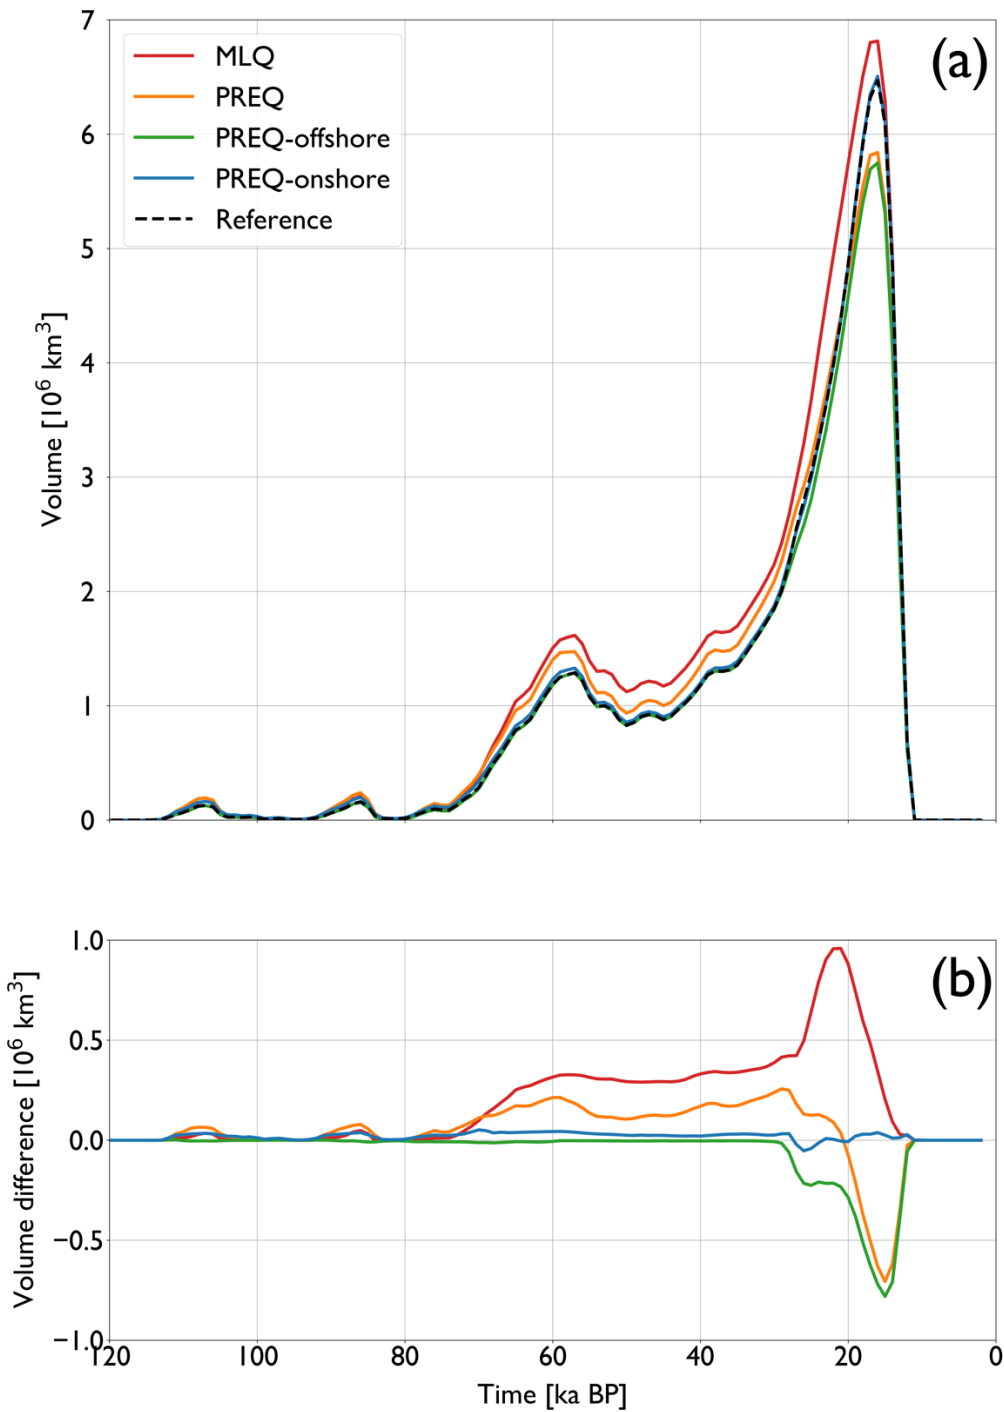 (a)
MLQ
PREQ
PREQ-offshore
PREQ-onshore
Reference
7
6
5
4
3
2
1
0
Volume [10⁶ km³]
(b)
1.0
0.5
0.0
−0.5
−1.0
Volume difference [10⁶ km³]
120 100 80 60 40 20 0
Time [ka BP]